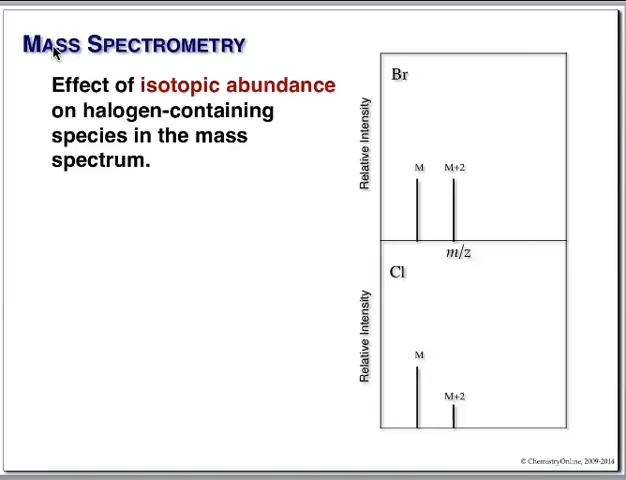 MASS SPECTROMETRY
Effect of isotopic abundance
on halogen-containing
species in the mass
spectrum.
Br
Relative Intensity
M M+2
m/z
Cl
Relative Intensity
M
M+2
© ChemistryOnline, 2009-2014